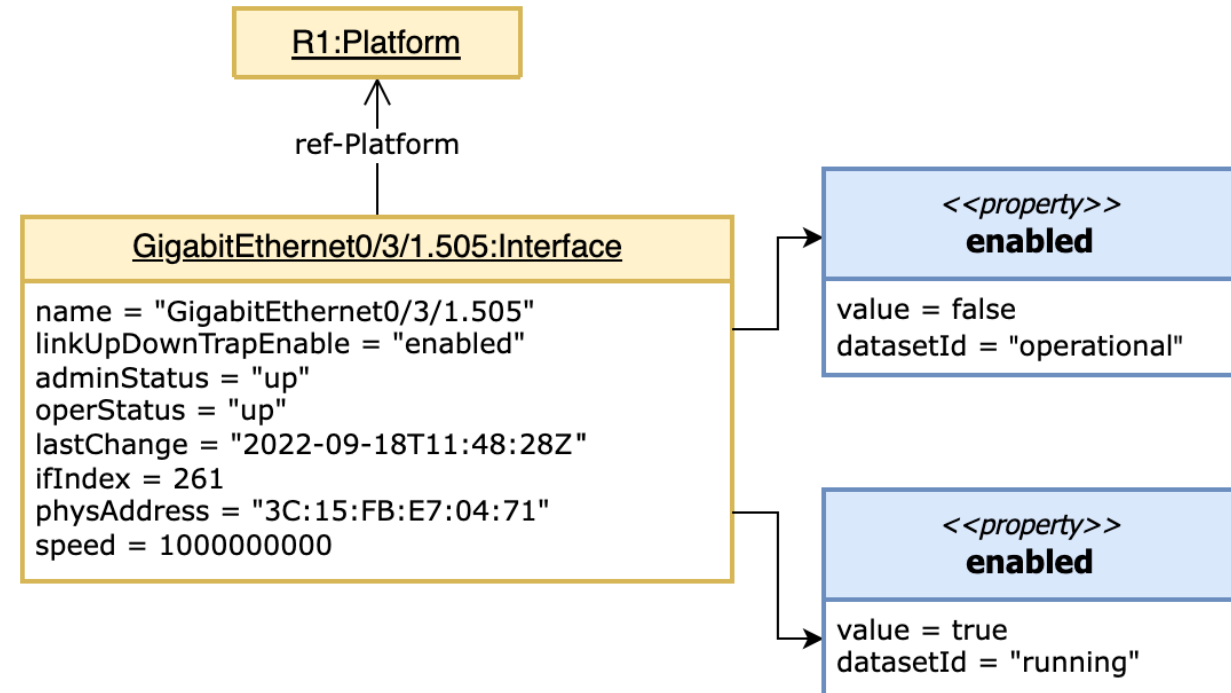 R1:Platform
ref-Platform
GigabitEthernet0/3/1.505:Interface
name = "GigabitEthernet0/3/1.505"
linkUpDownTrapEnable = "enabled"
adminStatus = "up"
operStatus = "up"
lastChange = "2022-09-18T11:48:28Z"
ifIndex = 261
physAddress = "3C:15:FB:E7:04:71"
speed = 1000000000
<<property>>
enabled
value = false
datasetId = "operational"
<<property>>
enabled
value = true
datasetId = "running"